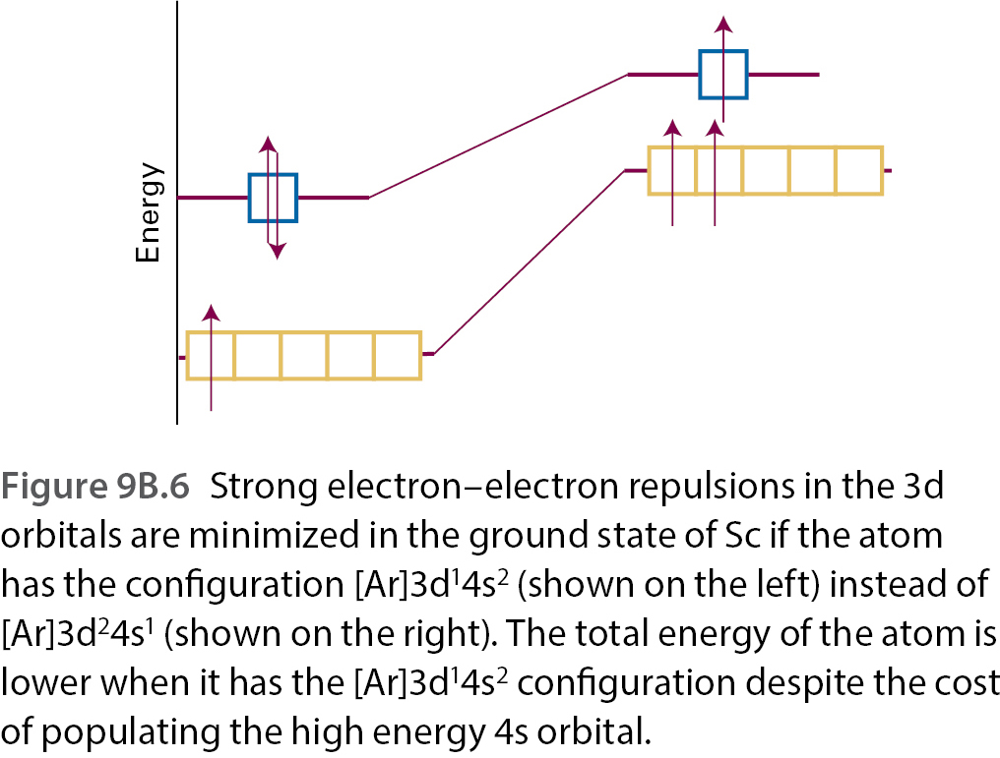 Energy
Figure 9B.6 Strong electron–electron repulsions in the 3d
orbitals are minimized in the ground state of Sc if the atom
has the configuration [Ar]3d¹4s² (shown on the left) instead of
[Ar]3d²4s¹ (shown on the right). The total energy of the atom is
lower when it has the [Ar]3d¹4s² configuration despite the cost
of populating the high energy 4s orbital.